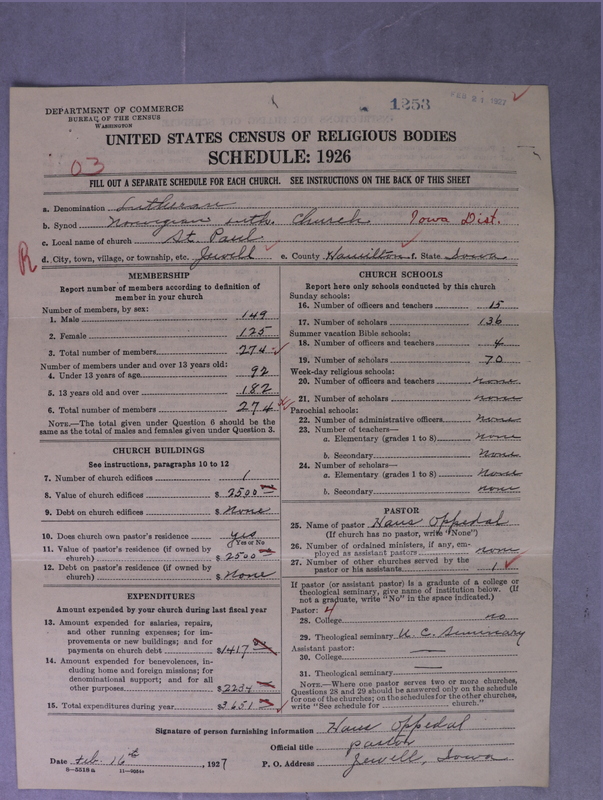 DEPARTMENT OF COMMERCE
BUREAU OF THE CENSUS
WASHINGTON
1253
FEB 21 1927
UNITED STATES CENSUS OF RELIGIOUS BODIES
SCHEDULE: 1926
03
FILL OUT A SEPARATE SCHEDULE FOR EACH CHURCH. SEE INSTRUCTIONS ON THE BACK OF THIS SHEET
a. Denomination Lutheran
b. Synod Norwegian Luth. Church Iowa Dist.
c. Local name of church St. Paul
R
d. City, town, village, or township, etc. Jewell e. County Hamilton f. State Iowa
MEMBERSHIP
Report number of members according to definition of
member in your church
Number of members, by sex:
1. Male 149
2. Female 125
3. Total number of members 274
Number of members under and over 13 years old:
4. Under 13 years of age 92
5. 13 years old and over 182
6. Total number of members 274
NOTE.—The total given under Question 6 should be the
same as the total of males and females given under Question 3.
CHURCH BUILDINGS
See instructions, paragraphs 10 to 12
7. Number of church edifices 1
8. Value of church edifices $ 2500
9. Debt on church edifices $ None
10. Does church own pastor's residence yes
Yes or No
11. Value of pastor's residence (if owned by
church) $ 2500
12. Debt on pastor's residence (if owned by
church) $ None
EXPENDITURES
Amount expended by your church during last fiscal year
13. Amount expended for salaries, repairs,
and other running expenses; for im-
provements or new buildings; and for
payments on church debt $1417
14. Amount expended for benevolences, in-
cluding home and foreign missions; for
denominational support; and for all
other purposes $2234
15. Total expenditures during year $3651
CHURCH SCHOOLS
Report here only schools conducted by this church
Sunday schools:
16. Number of officers and teachers 15
17. Number of scholars 136
Summer vacation Bible schools:
18. Number of officers and teachers 4
19. Number of scholars 70
Week-day religious schools:
20. Number of officers and teachers none
21. Number of scholars none
Parochial schools:
22. Number of administrative officers none
23. Number of teachers—
a. Elementary (grades 1 to 8) none
b. Secondary none
24. Number of scholars—
a. Elementary (grades 1 to 8) none
b. Secondary none
PASTOR
25. Name of pastor Hans Oppedal
(If church has no pastor, write "None")
26. Number of ordained ministers, if any, em-
ployed as assistant pastors none
27. Number of other churches served by the
pastor or his assistants 1
If pastor (or assistant pastor) is a graduate of a college or
theological seminary, give name of institution below. (If
not a graduate, write "No" in the space indicated.)
Pastor: 4
28. College no
29. Theological seminary U. C. Seminary
Assistant pastor:
30. College
31. Theological seminary
NOTE.—Where one pastor serves two or more churches,
Questions 28 and 29 should be answered only on the schedule
for one of the churches; on the schedules for the other churches,
write "See schedule for church."
Signature of person furnishing information Hans Oppedal
Official title pastor
Date Feb. 16th, 1927 P. O. Address Jewell, Iowa